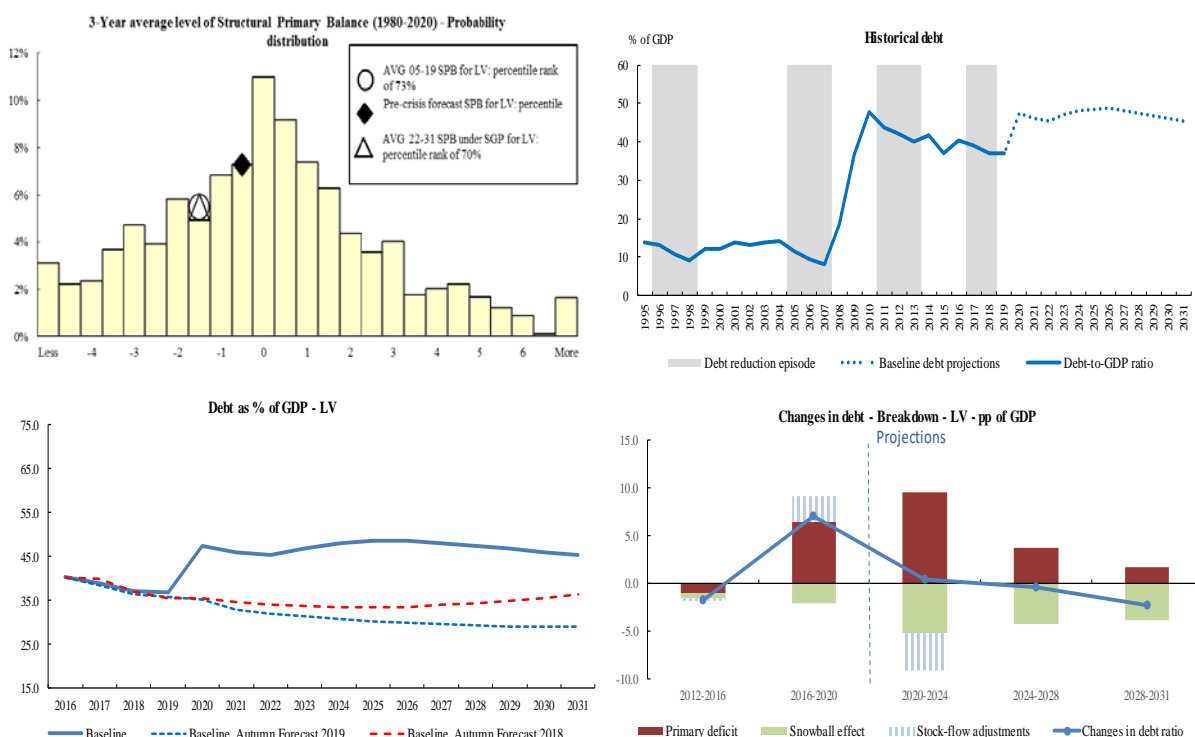 3-Year average level of Structural Primary Balance (1980-2020) - Probability
distribution
12%
10%
8%
6%
4%
2%
0%
AVG 05-19 SPB for LV: percentile rank
of 73%
Pre-crisis forecast SPB for LV: percentile
AVG 22-31 SPB under SGP for LV:
percentile rank of 70%
Less -4 -3 -2 -1 0 1 2 3 4 5 6 More
% of GDP
Historical debt
60
50
40
30
20
10
0
1995 1996 1997 1998 1999 2000 2001 2002 2003 2004 2005 2006 2007 2008 2009 2010 2011 2012 2013 2014 2015 2016 2017 2018 2019 2020 2021 2022 2023 2024 2025 2026 2027 2028 2029 2030 2031
Debt reduction episode Baseline debt projections Debt-to-GDP ratio
Debt as % of GDP - LV
75.0
65.0
55.0
45.0
35.0
25.0
15.0
2016 2017 2018 2019 2020 2021 2022 2023 2024 2025 2026 2027 2028 2029 2030 2031
Baseline Baseline, Autumn Forecast 2019 Baseline, Autumn Forecast 2018
Changes in debt - Breakdown - LV - pp of GDP
Projections
15.0
10.0
5.0
0.0
-5.0
-10.0
2012-2016 2016-2020 2020-2024 2024-2028 2028-2031
Primary deficit Snowball effect Stock-flow adjustments Changes in debt ratio